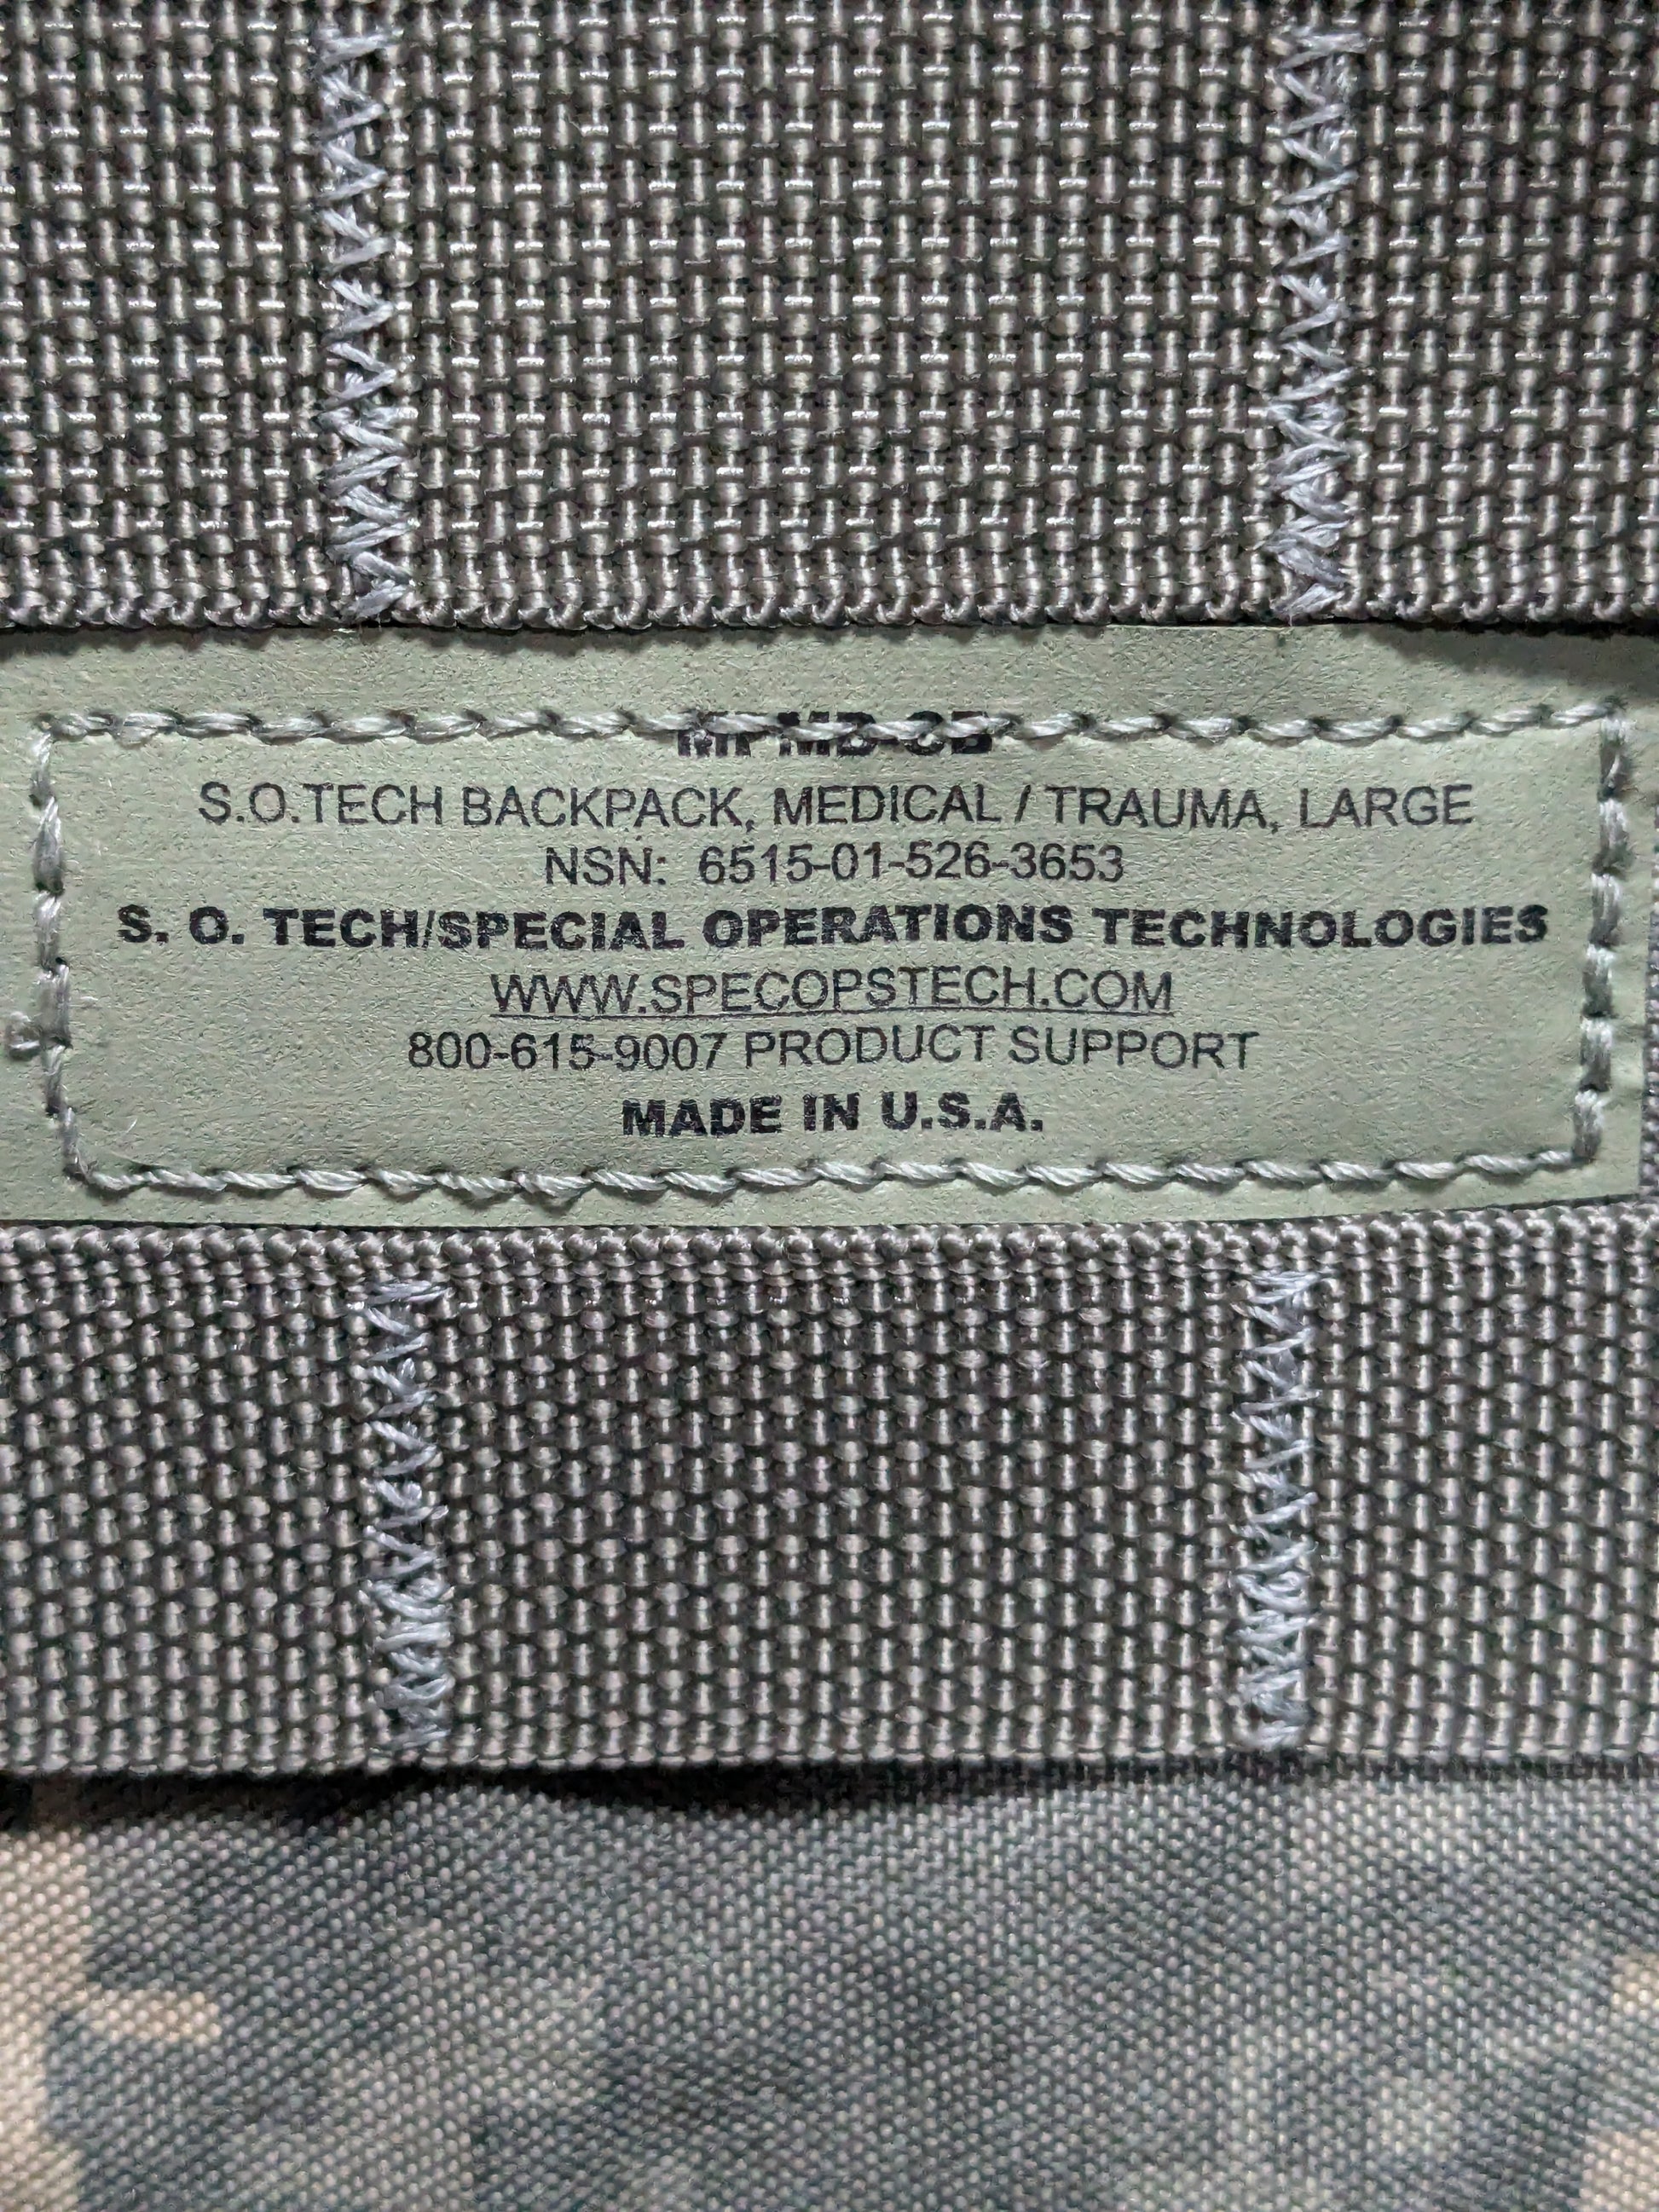 S.O.TECH BACKPACK, MEDICAL / TRAUMA, LARGE
NSN: 6515-01-526-3653
S. O. TECH/SPECIAL OPERATIONS TECHNOLOGIES
WWW.SPECOPSTECH.COM
800-615-9007 PRODUCT SUPPORT
MADE IN U.S.A.